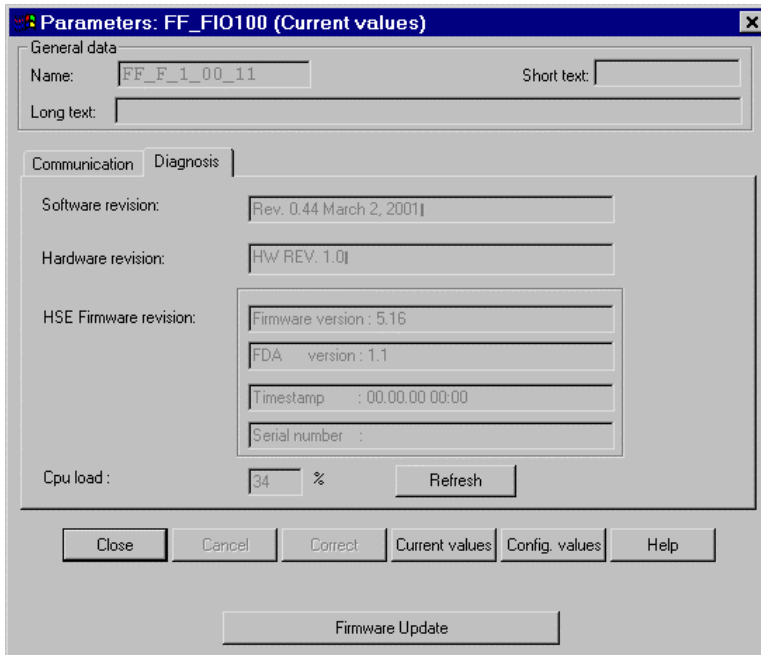 Parameters: FF_FIO100 (Current values)
General data
Name: FF_F_1_00_11 Short text:
Long text:
Communication Diagnosis
Software revision: Rev. 0.44 March 2, 2001
Hardware revision: HW REV. 1.0
HSE Firmware revision: Firmware version : 5.16
FDA version : 1.1
Timestamp : 00.00.00 00:00
Serial number :
Cpu load : 34 % Refresh
Close Cancel Correct Current values Config. values Help
Firmware Update